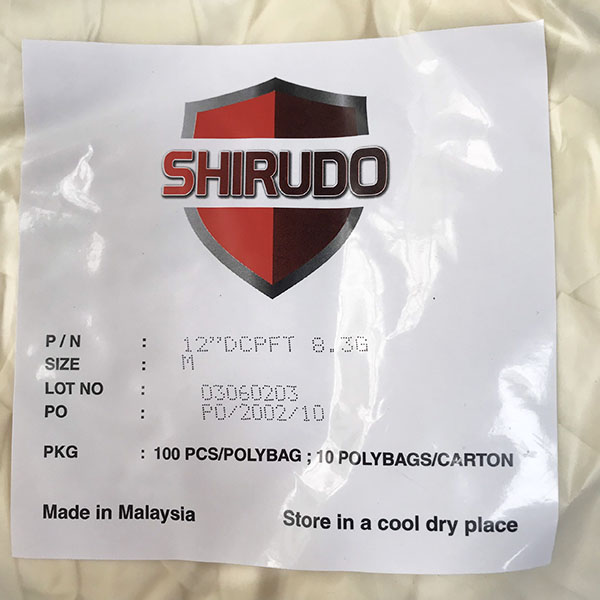 SHIRUDO
P / N : 12"DCPFT 8.3G
SIZE : M
LOT NO : 03060203
PO : PO/2002/10
PKG : 100 PCS/POLYBAG ; 10 POLYBAGS/CARTON
Made in Malaysia
Store in a cool dry place